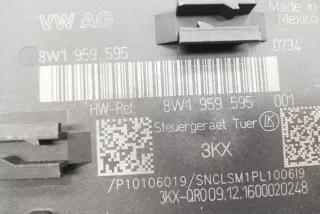 VW AG
Made in
Mexico
8W1 959 595
0734
HW-Ref: 8W1 959 595 001
Steuergeraet Tuer LK
3KX
/P10106019/SNCLSM1PL100619
3KX-QR009.12.1600020248